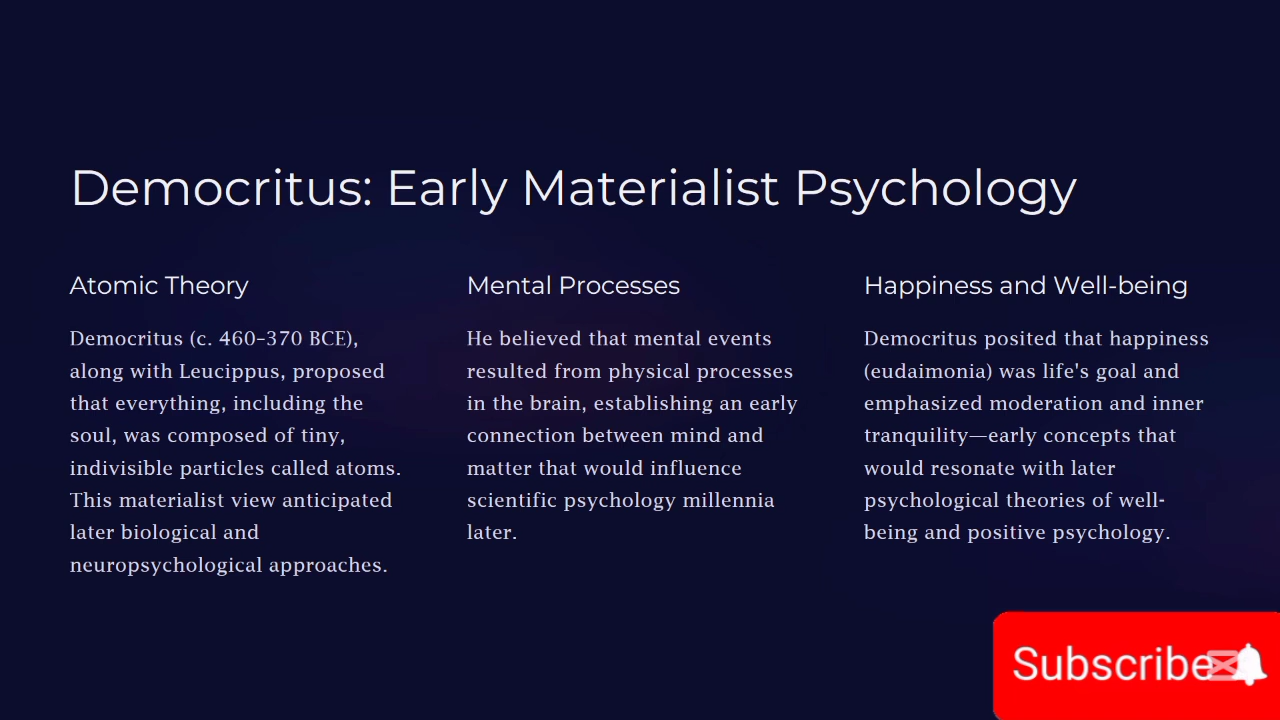 Democritus: Early Materialist Psychology
Atomic Theory
Democritus (c. 460–370 BCE),
along with Leucippus, proposed
that everything, including the
soul, was composed of tiny,
indivisible particles called atoms.
This materialist view anticipated
later biological and
neuropsychological approaches.
Mental Processes
He believed that mental events
resulted from physical processes
in the brain, establishing an early
connection between mind and
matter that would influence
scientific psychology millennia
later.
Happiness and Well-being
Democritus posited that happiness
(eudaimonia) was life's goal and
emphasized moderation and inner
tranquility—early concepts that
would resonate with later
psychological theories of well-
being and positive psychology.
Subscribe